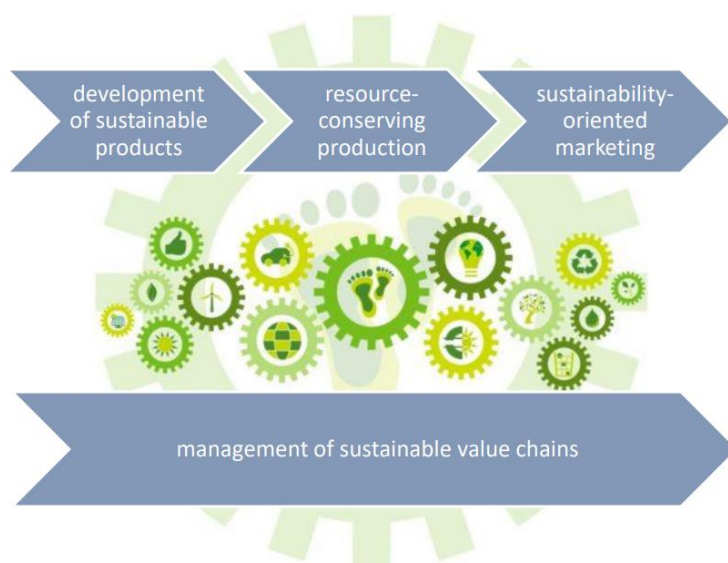 development
of sustainable
products
resource-
conserving
production
sustainability-
oriented
marketing
management of sustainable value chains